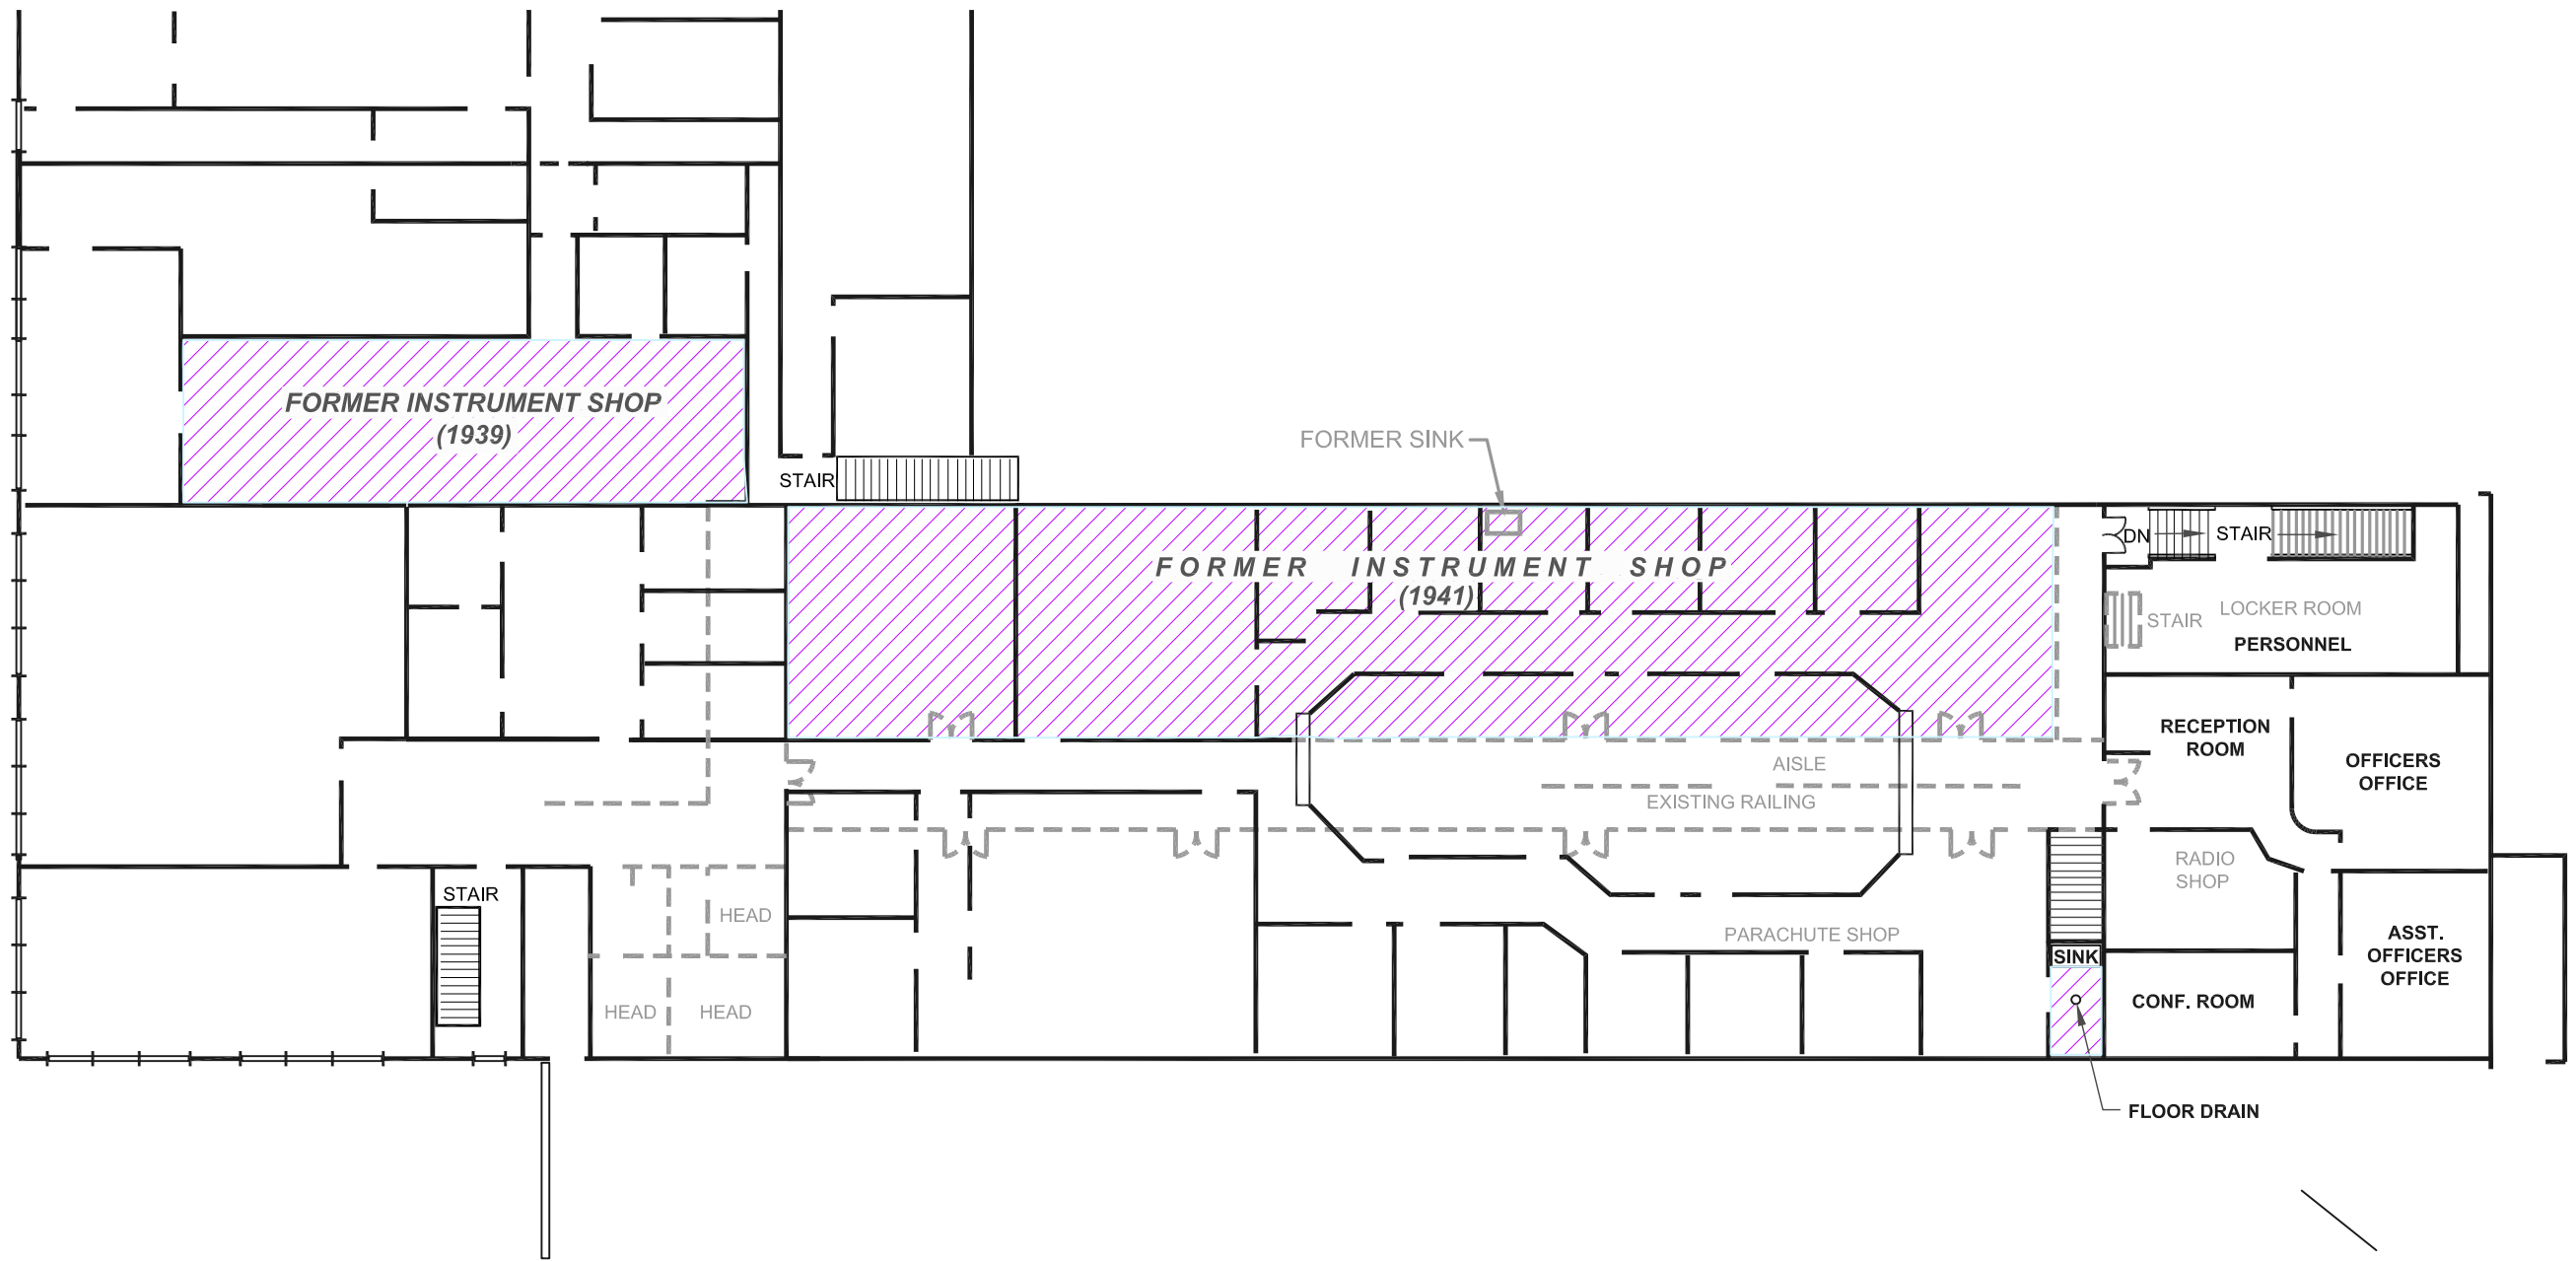 FORMER INSTRUMENT SHOP
(1939)
FORMER SINK
STAIR
DN
STAIR
FORMER INSTRUMENT SHOP
(1941)
LOCKER ROOM
STAIR
PERSONNEL
RECEPTION
ROOM
OFFICERS
OFFICE
AISLE
EXISTING RAILING
RADIO
SHOP
STAIR
HEAD
PARACHUTE SHOP
ASST.
OFFICERS
OFFICE
SINK
CONF. ROOM
HEAD
HEAD
FLOOR DRAIN